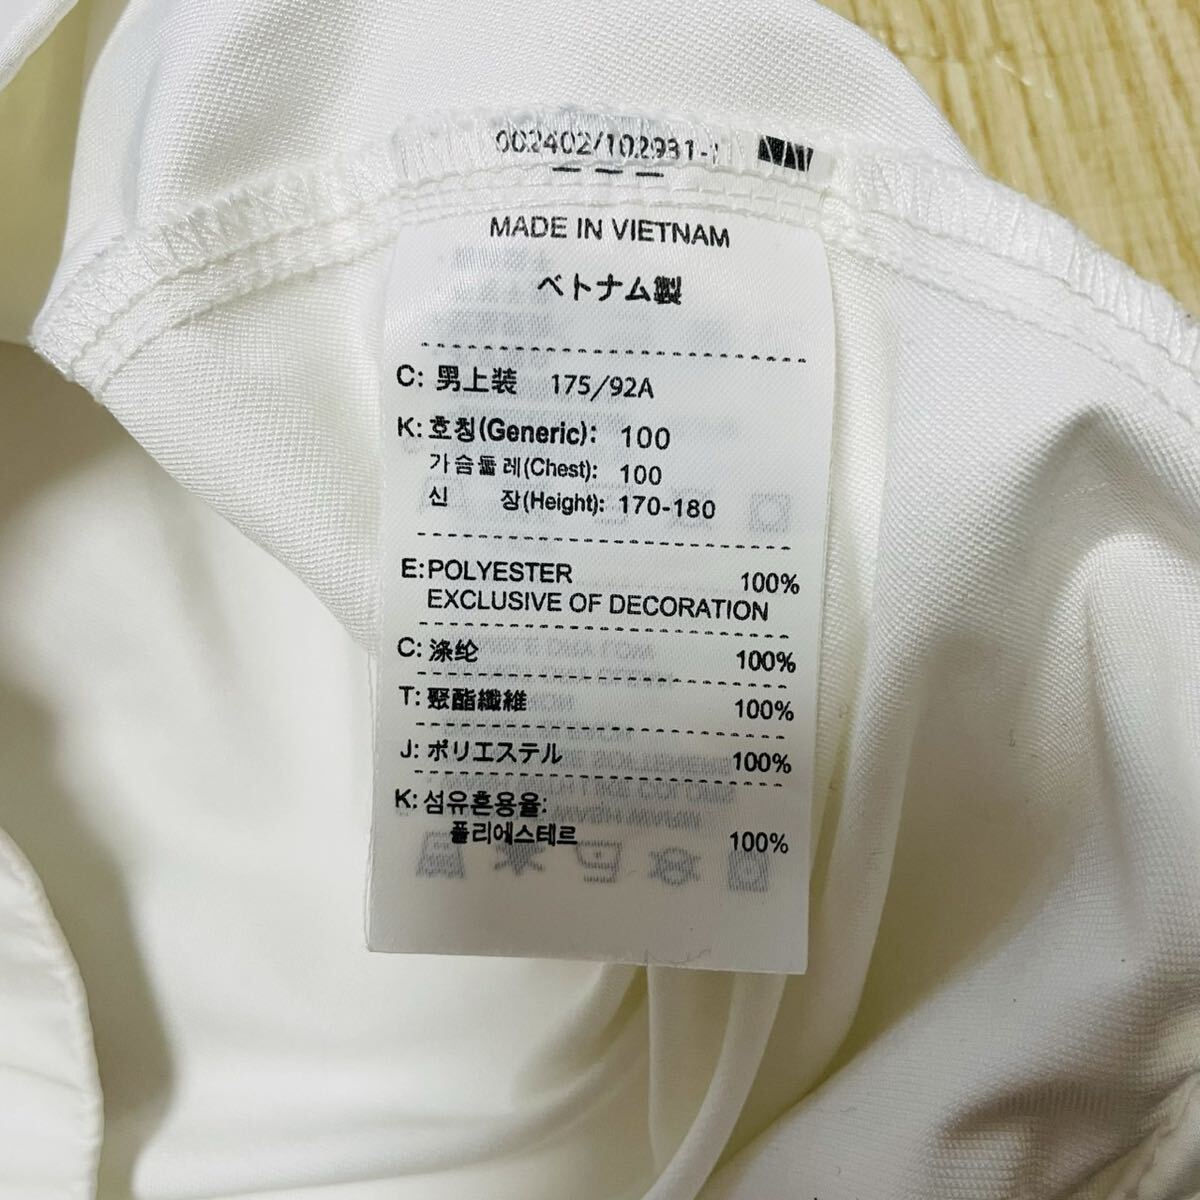 002402/102931-1
MADE IN VIETNAM
ベトナム製
C: 男上装 175/92A
K: 호칭(Generic): 100
가슴둘레(Chest): 100
신 장(Height): 170-180
E:POLYESTER 100%
EXCLUSIVE OF DECORATION
C: 涤纶 100%
T: 聚酯纖維 100%
J: ポリエステル 100%
K: 섬유혼용율:
폴리에스테르 100%